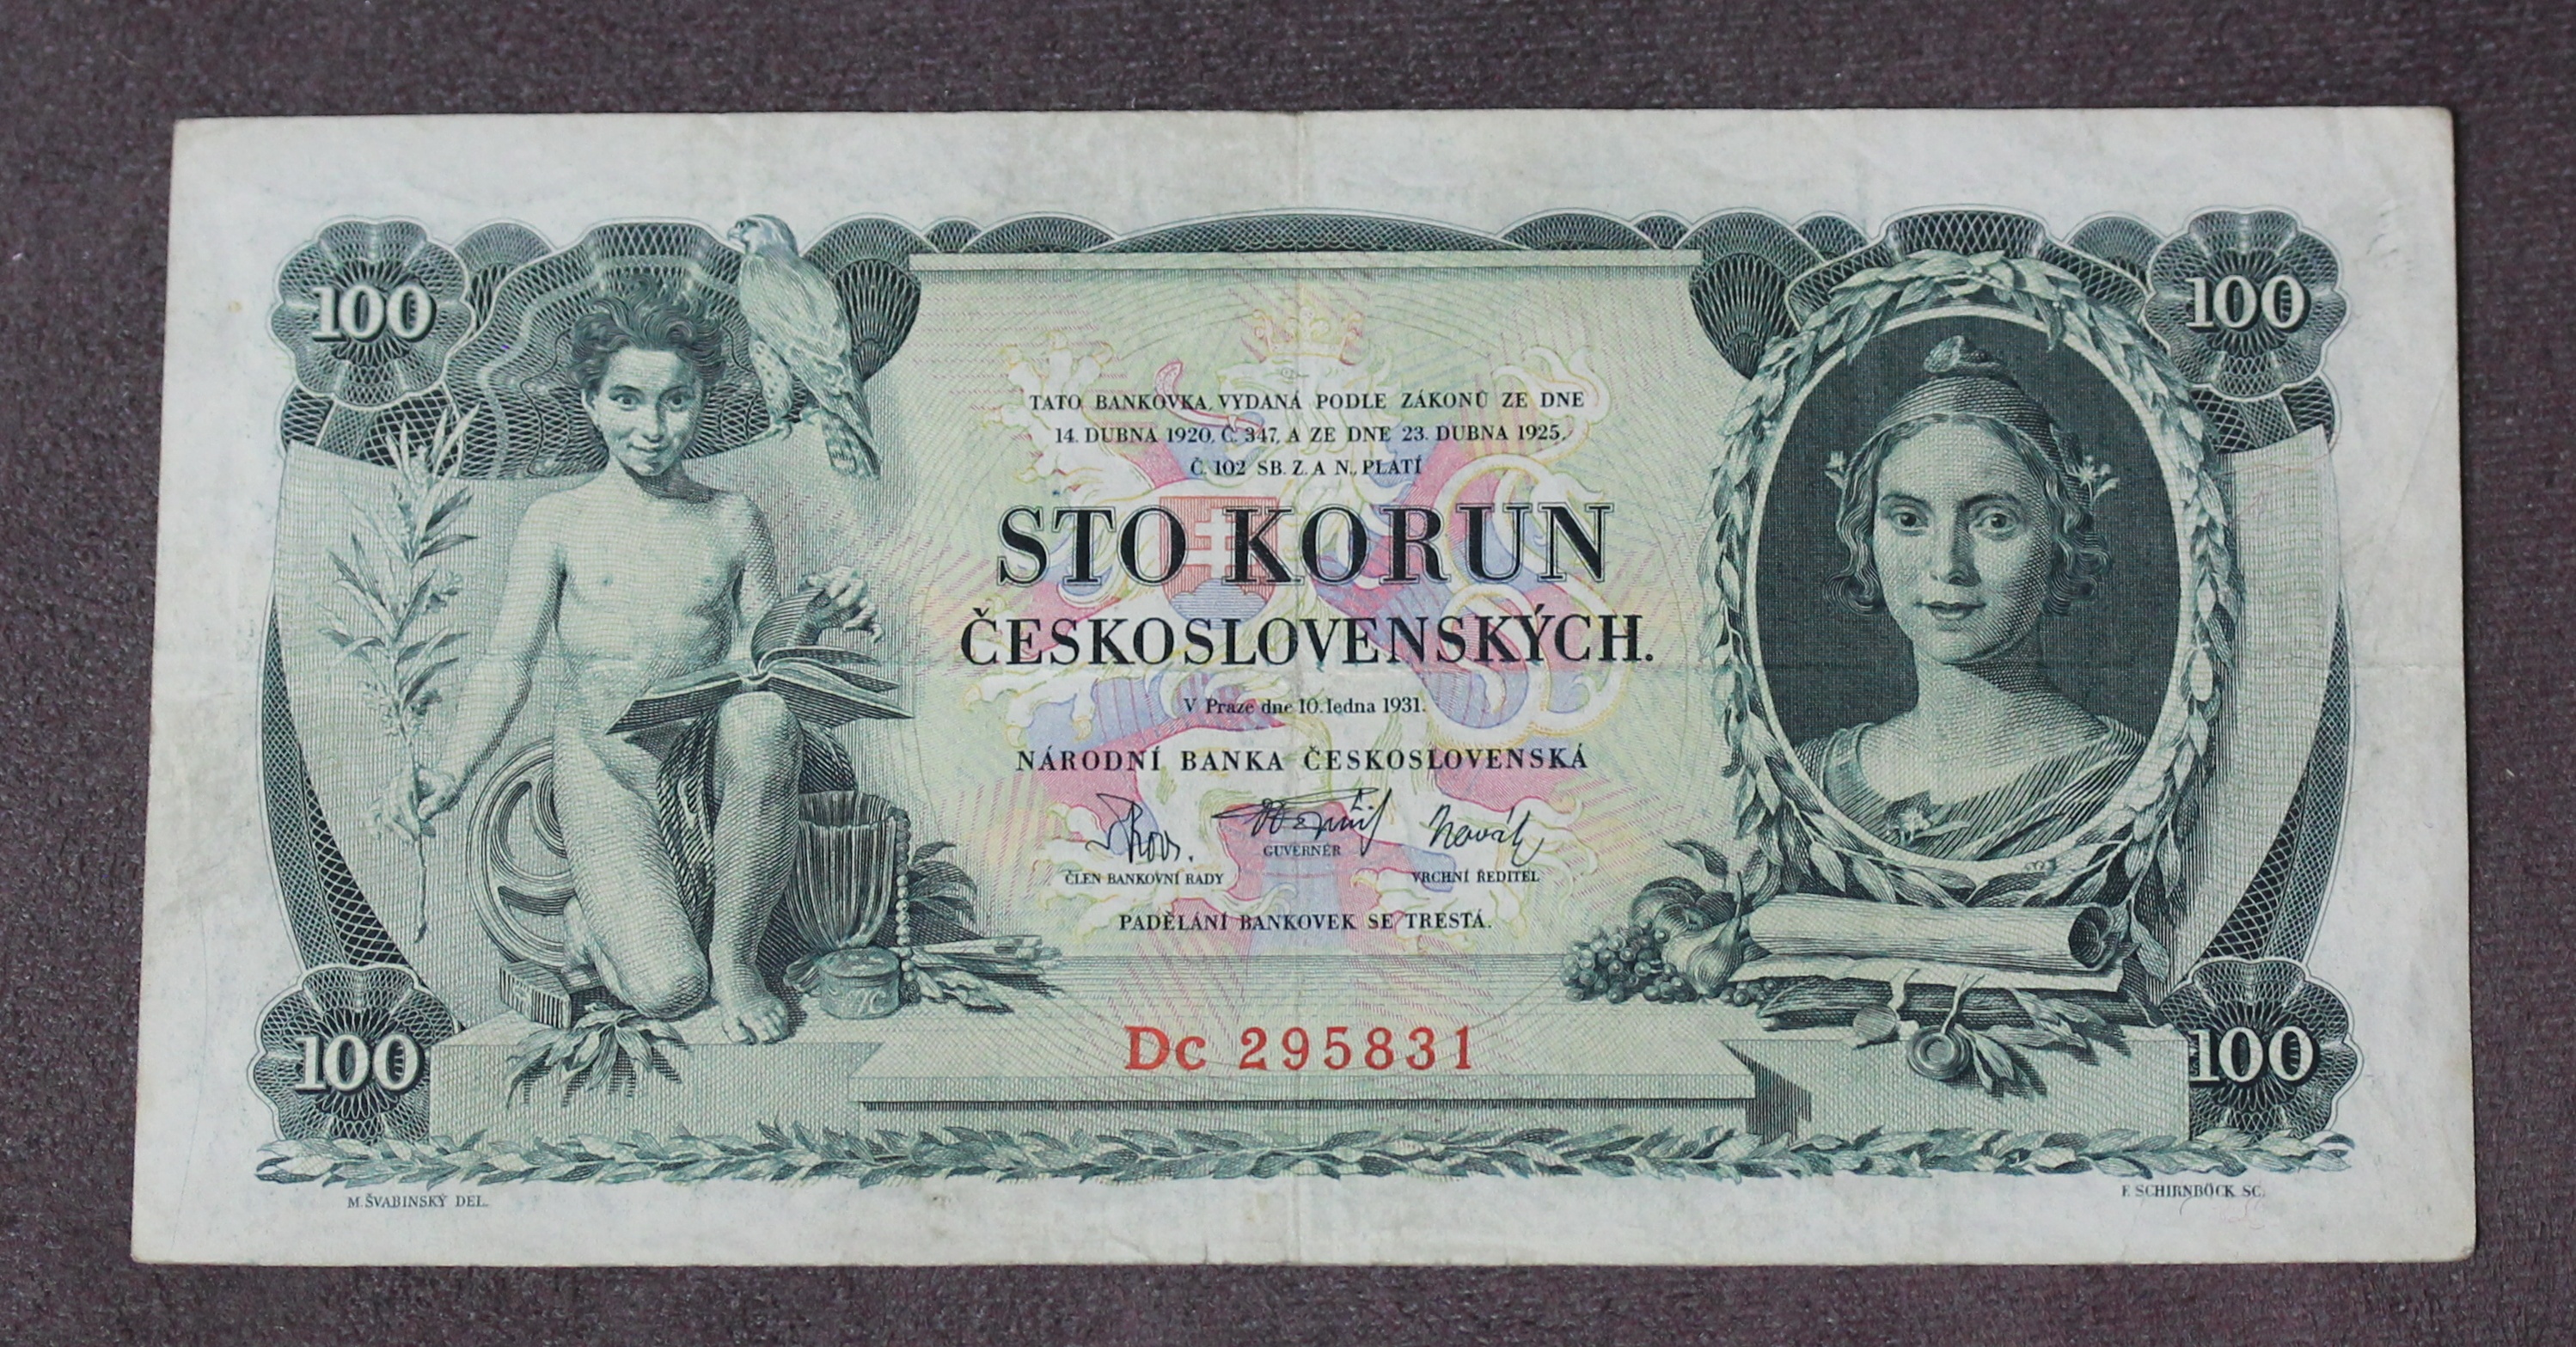 100
100
TATO BANKOVKA, VYDANÁ PODLE ZÁKONŮ ZE DNE
14. DUBNA 1920, Č. 347, A ZE DNE 23. DUBNA 1925,
Č. 102 SB. Z. A N., PLATÍ
STO KORUN
ČESKOSLOVENSKÝCH.
V Praze dne 10. ledna 1931.
NÁRODNÍ BANKA ČESKOSLOVENSKÁ
Novák
GUVERNÉR
ČLEN BANKOVNÍ RADY
VRCHNÍ ŘEDITEL
PADĚLÁNÍ BANKOVEK SE TRESTÁ.
Dc 295831
100
100
M. ŠVABINSKÝ DEL.
F. SCHIRNBÖCK SC.